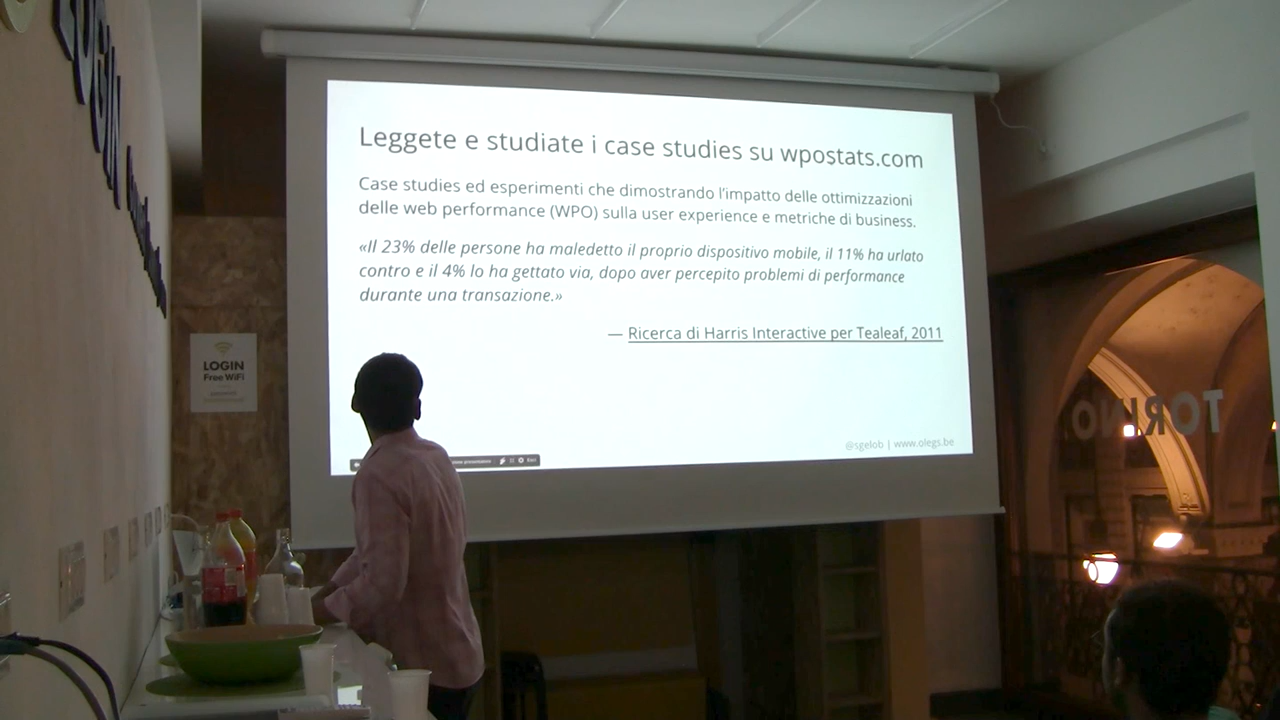 LOGIN
Leggete e studiate i case studies su wpostats.com
Case studies ed esperimenti che dimostrando l'impatto delle ottimizzazioni
delle web performance (WPO) sulla user experience e metriche di business.
«Il 23% delle persone ha maledetto il proprio dispositivo mobile, il 11% ha urlato
contro e il 4% lo ha gettato via, dopo aver percepito problemi di performance
durante una transazione.»
— Ricerca di Harris Interactive per Tealeaf, 2011
@sgelob | www.olegs.be
LOGIN
Free WiFi
TORINO